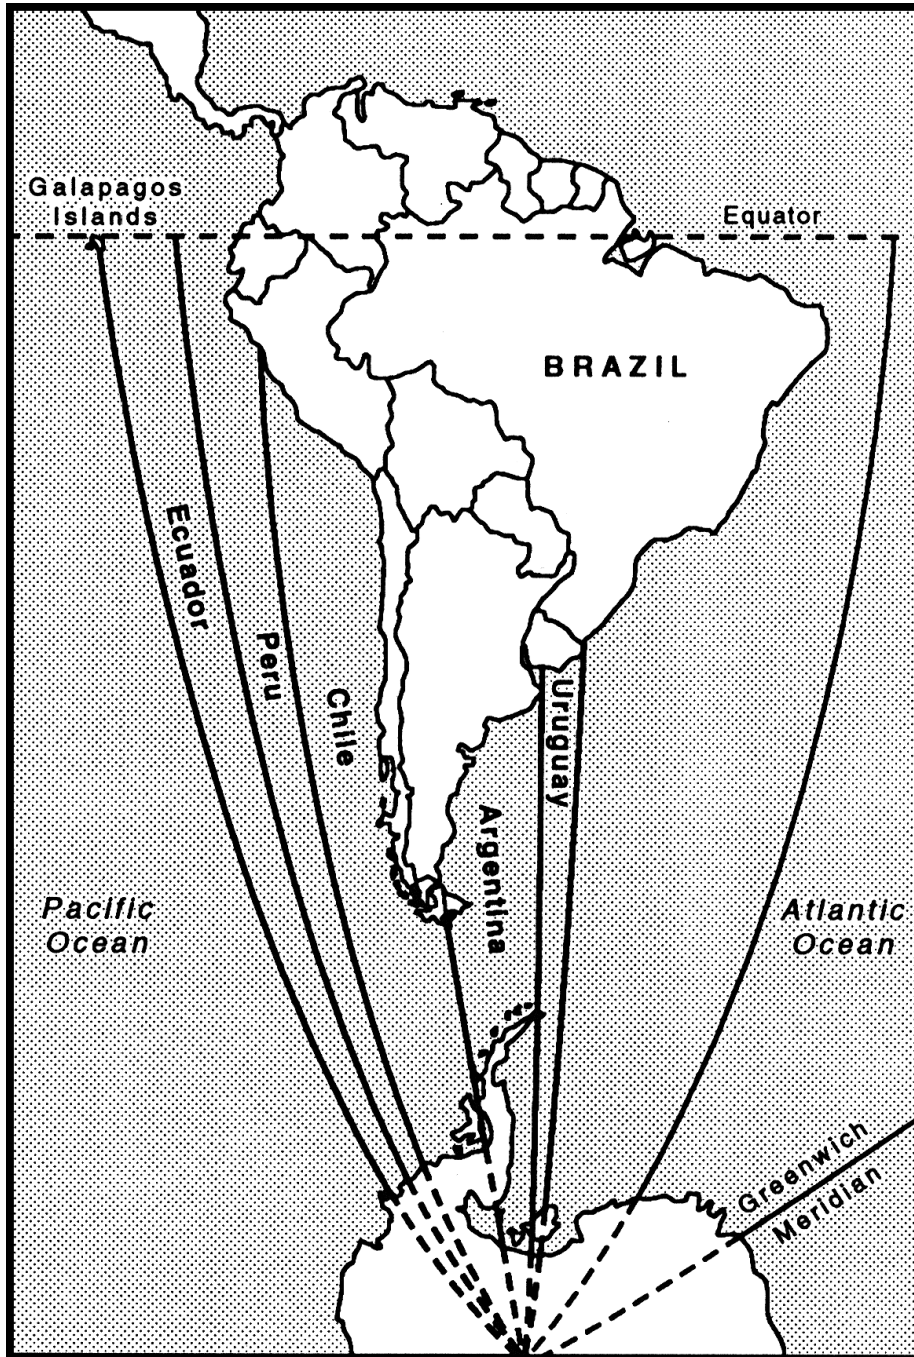 Galapagos
Islands
Equator
BRAZIL
Ecuador
Peru
Chile
Uruguay
Argentina
Pacific
Ocean
Atlantic
Ocean
Greenwich
Meridian